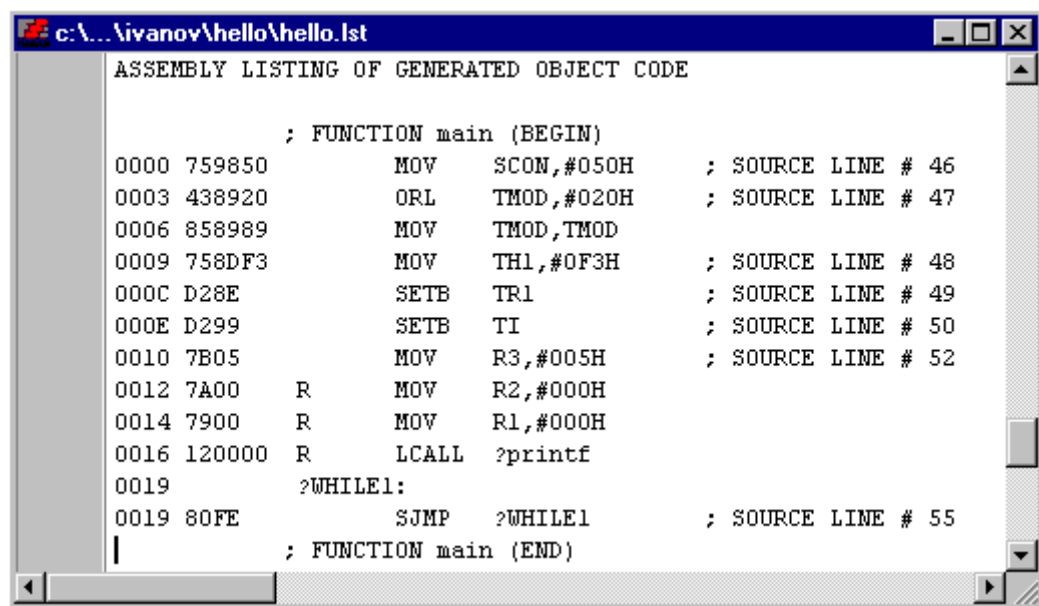 c:\...\ivanov\hello\hello.lst
ASSEMBLY LISTING OF GENERATED OBJECT CODE
; FUNCTION main (BEGIN)
0000 759850 MOV SCON,#050H ; SOURCE LINE # 46
0003 438920 ORL TMOD,#020H ; SOURCE LINE # 47
0006 858989 MOV TMOD,TMOD
0009 758DF3 MOV TH1,#0F3H ; SOURCE LINE # 48
000C D28E SETB TR1 ; SOURCE LINE # 49
000E D299 SETB TI ; SOURCE LINE # 50
0010 7B05 MOV R3,#005H ; SOURCE LINE # 52
0012 7A00 R MOV R2,#000H
0014 7900 R MOV R1,#000H
0016 120000 R LCALL ?printf
0019 ?WHILE1:
0019 80FE SJMP ?WHILE1 ; SOURCE LINE # 55
; FUNCTION main (END)